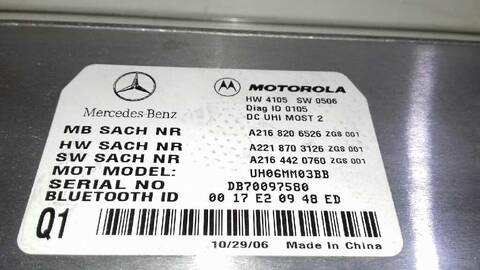 Mercedes-Benz
MOTOROLA
HW 4105 SW 0506
Diag ID 0105
DC UHI MOST 2
MB SACH NR A216 820 6526 ZGS 001
HW SACH NR A221 870 3126 ZGS 001
SW SACH NR A216 442 0760 ZGS 001
MOT MODEL: UH06MM03BB
SERIAL NO DB70097580
BLUETOOTH ID 00 17 E2 09 48 ED
Q1
10/29/06 Made in China